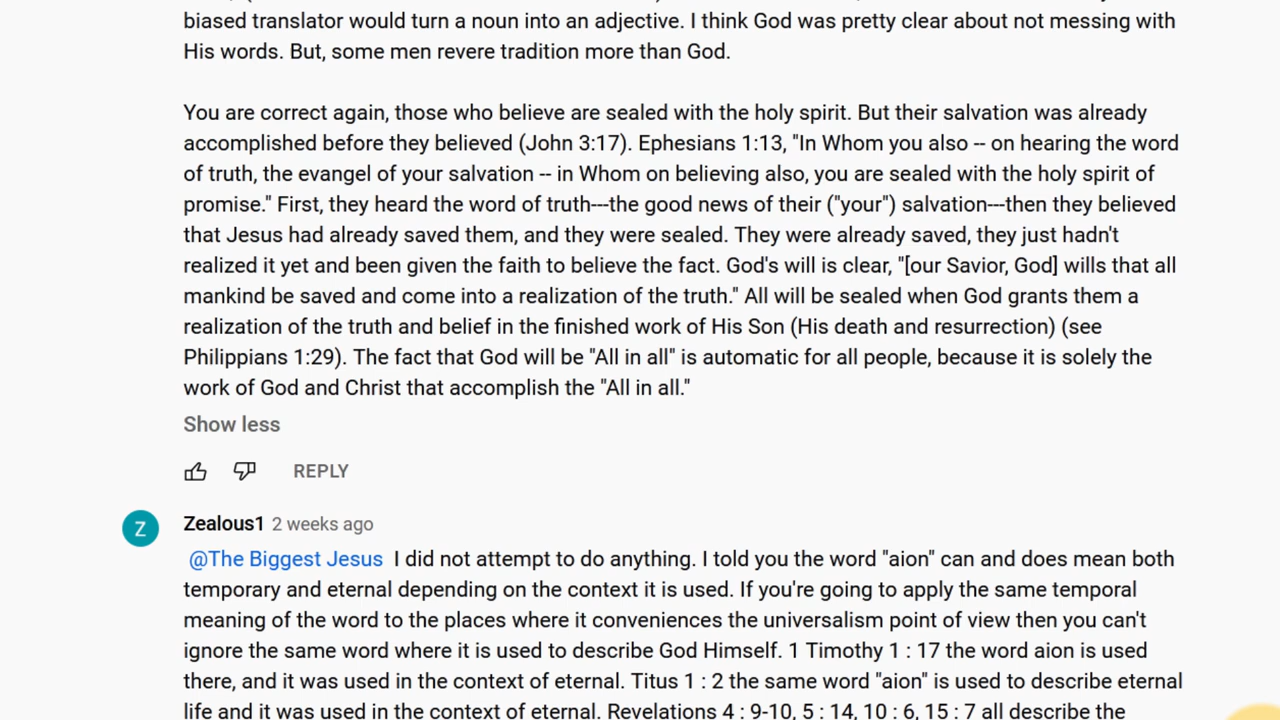 biased translator would turn a noun into an adjective. I think God was pretty clear about not messing with
His words. But, some men revere tradition more than God.
You are correct again, those who believe are sealed with the holy spirit. But their salvation was already
accomplished before they believed (John 3:17). Ephesians 1:13, "In Whom you also -- on hearing the word
of truth, the evangel of your salvation -- in Whom on believing also, you are sealed with the holy spirit of
promise." First, they heard the word of truth---the good news of their ("your") salvation---then they believed
that Jesus had already saved them, and they were sealed. They were already saved, they just hadn't
realized it yet and been given the faith to believe the fact. God's will is clear, "[our Savior, God] wills that all
mankind be saved and come into a realization of the truth." All will be sealed when God grants them a
realization of the truth and belief in the finished work of His Son (His death and resurrection) (see
Philippians 1:29). The fact that God will be "All in all" is automatic for all people, because it is solely the
work of God and Christ that accomplish the "All in all."
Show less
REPLY
Z
Zealous1 2 weeks ago
@The Biggest Jesus I did not attempt to do anything. I told you the word "aion" can and does mean both
temporary and eternal depending on the context it is used. If you're going to apply the same temporal
meaning of the word to the places where it conveniences the universalism point of view then you can't
ignore the same word where it is used to describe God Himself. 1 Timothy 1 : 17 the word aion is used
there, and it was used in the context of eternal. Titus 1 : 2 the same word "aion" is used to describe eternal
life and it was used in the context of eternal. Revelations 4 : 9-10, 5 : 14, 10 : 6, 15 : 7 all describe the